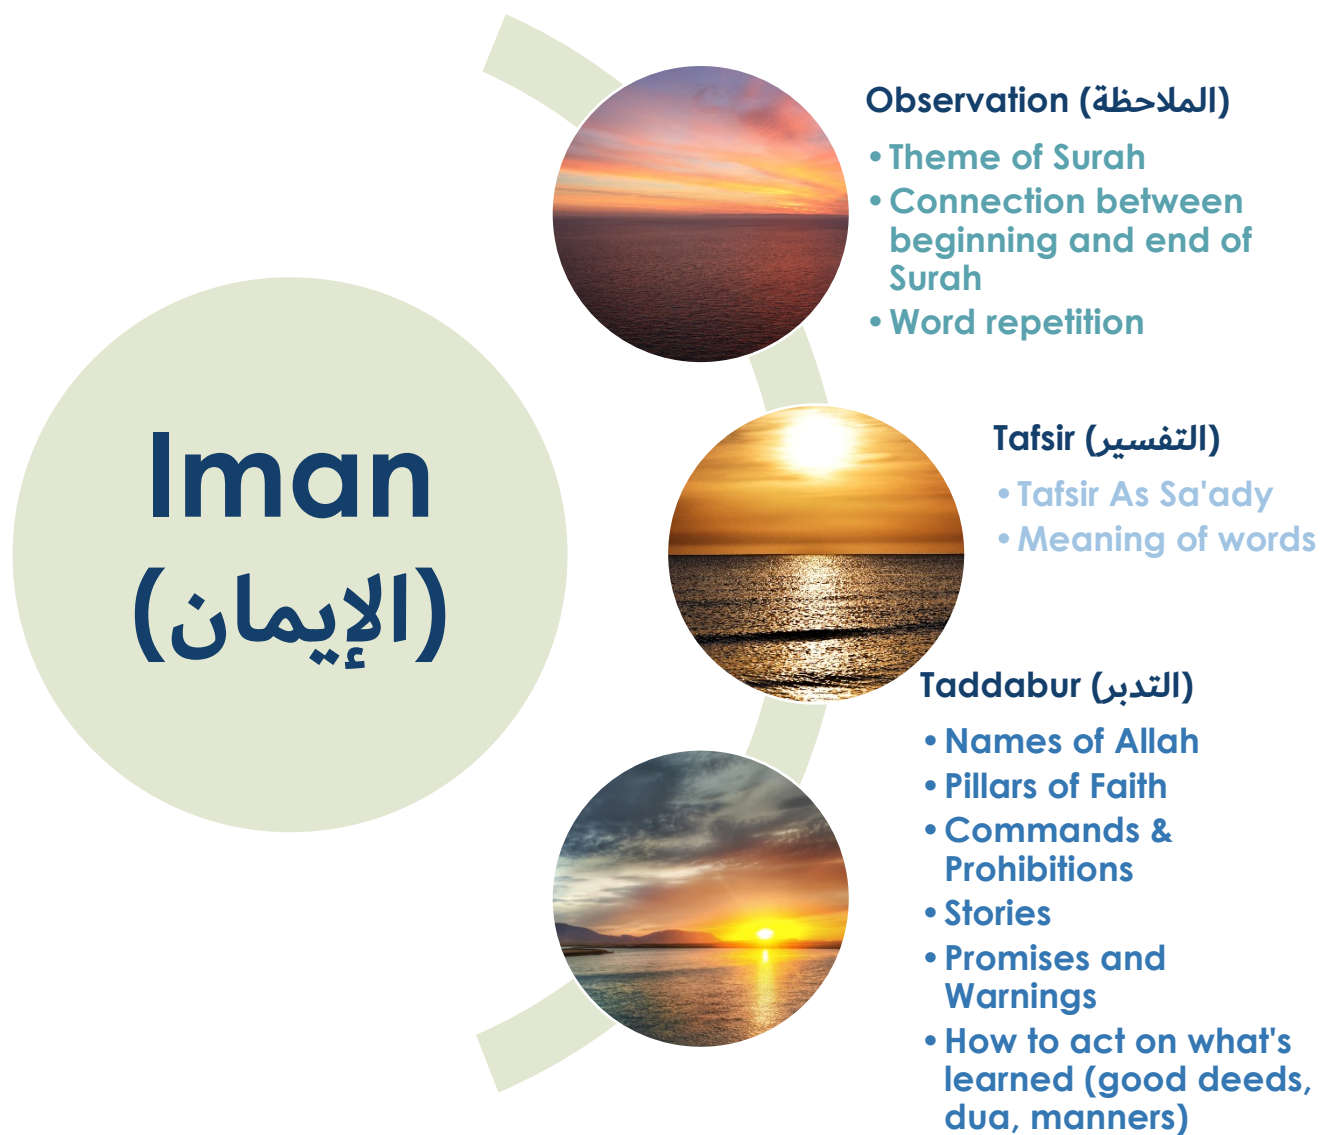 Iman
(الإيمان)
Observation (الملاحظة)
• Theme of Surah
• Connection between
beginning and end of
Surah
• Word repetition
Tafsir (التفسير)
• Tafsir As Sa'ady
• Meaning of words
Taddabur (التدبر)
• Names of Allah
• Pillars of Faith
• Commands &
Prohibitions
• Stories
• Promises and
Warnings
• How to act on what's
learned (good deeds,
dua, manners)